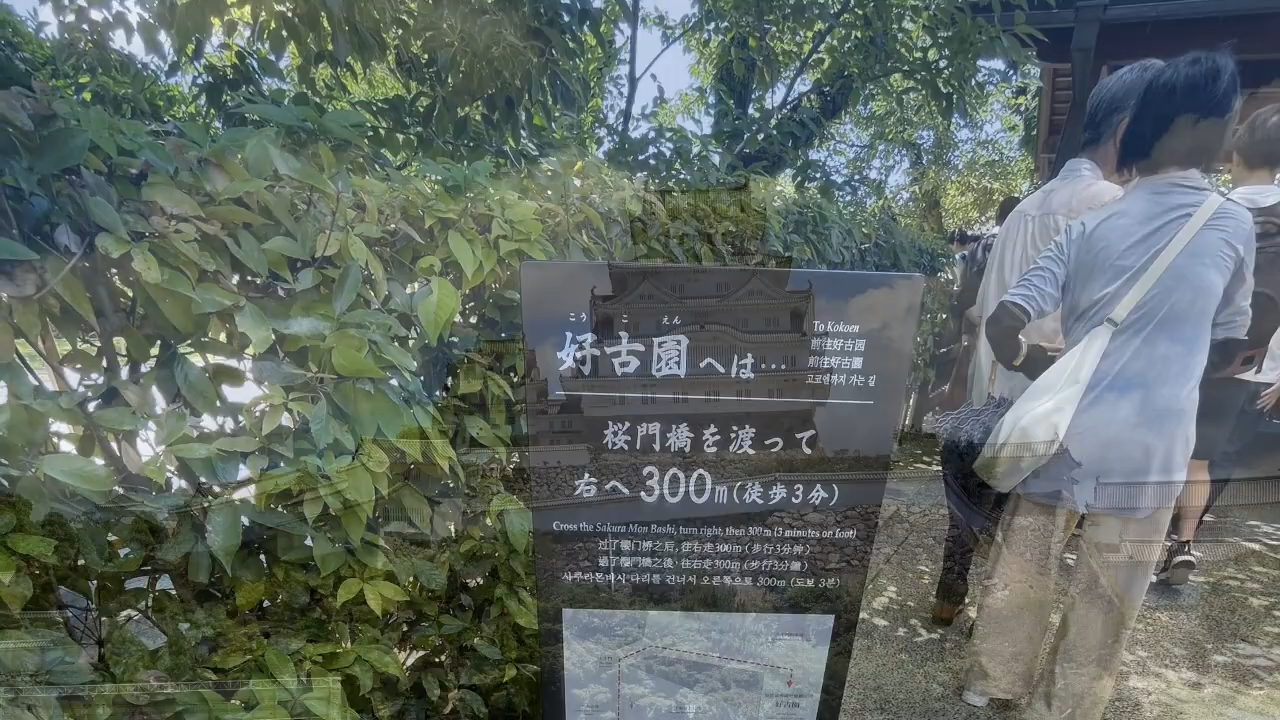 こう こ えん
好古園へは…
To Kokoen
前往好古园
前往好古園
고코엔까지 가는 길
桜門橋を渡って
右へ300m(徒歩3分)
Cross the Sakura Mon Bashi, turn right, then 300m (3 minutes on foot)
过了樱门桥之后，往右走300m（步行3分钟）
過了櫻門橋之後，往右走300m（步行3分鐘）
사쿠라몬바시 다리를 건너서 오른쪽으로 300m (도보 3분)
好古園